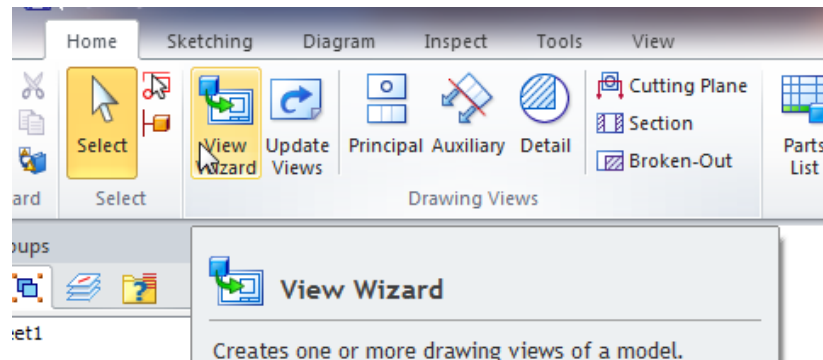 Home Sketching Diagram Inspect Tools View
Select
View Wizard
Update Views
Principal Auxiliary Detail
Cutting Plane
Section
Broken-Out
Parts List
ard Select Drawing Views
oups
eet1
View Wizard
Creates one or more drawing views of a model.